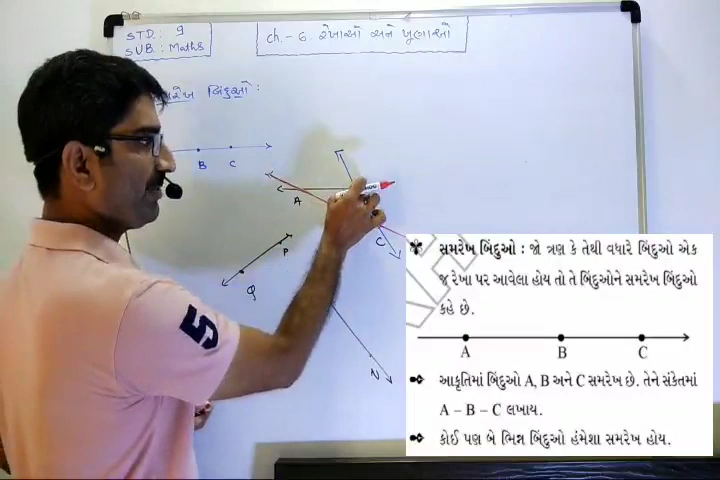 STD : 9
SUB : Maths
ch. - 6. રેખાઓ અને ખૂણાઓ
બિંદુઓ :
B C
A
C
P
Q
N
5
સમરેખ બિંદુઓ : જો ત્રણ કે તેથી વધારે બિંદુઓ એક
જ રેખા પર આવેલા હોય તો તે બિંદુઓને સમરેખ બિંદુઓ
કહે છે.
A B C
આકૃતિમાં બિંદુઓ A, B અને C સમરેખ છે. તેને સંકેતમાં
A – B – C લખાય.
કોઈ પણ બે ભિન્ન બિંદુઓ હંમેશા સમરેખ હોય.